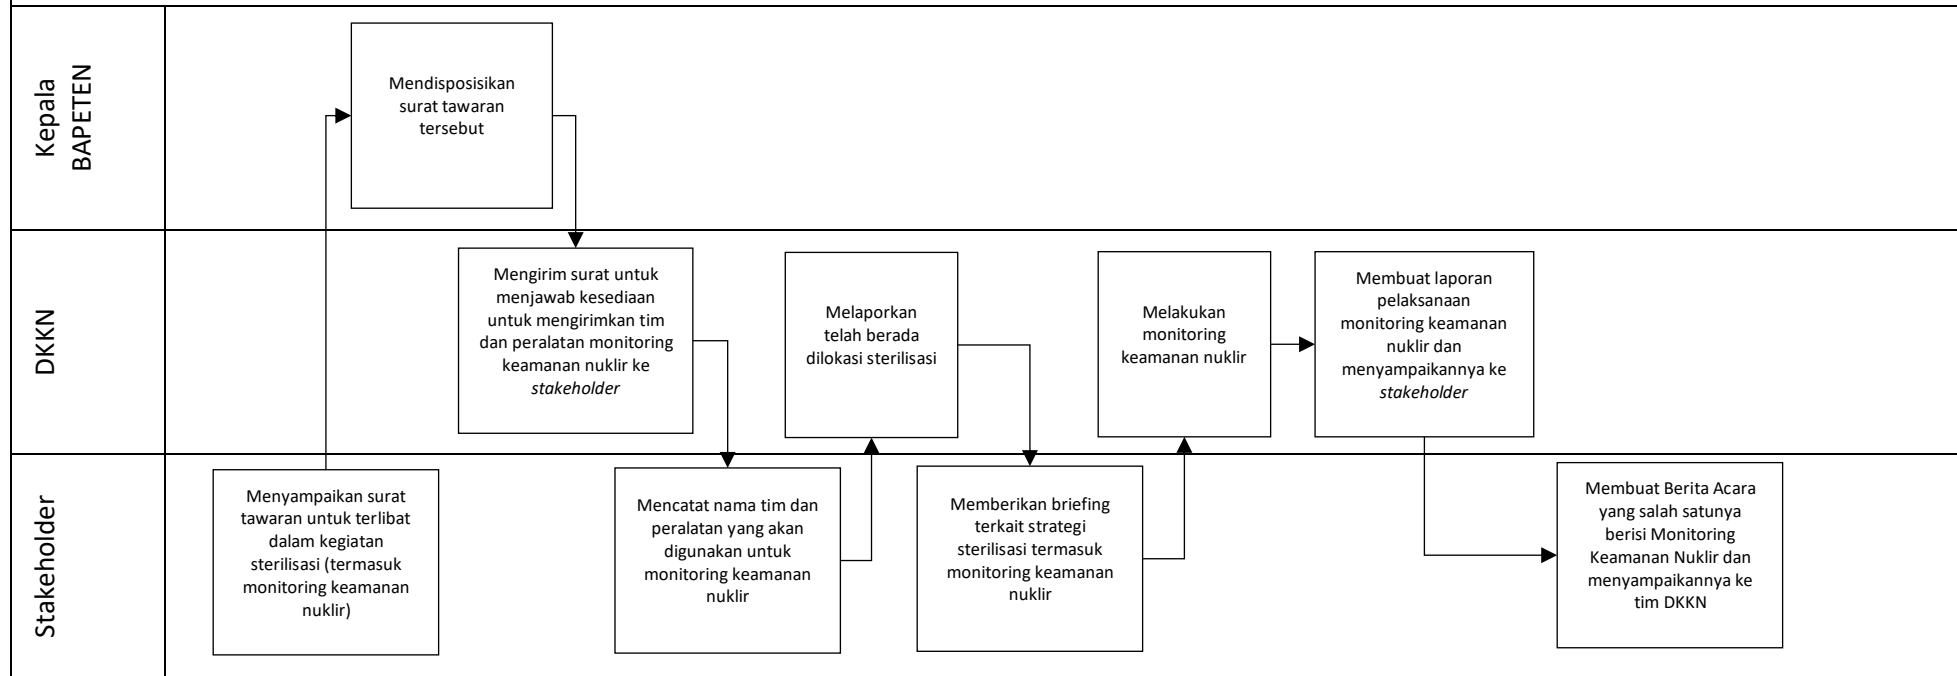 Kepala
BAPETEN
Mendisposisikan
surat tawaran
tersebut
DKKN
Mengirim surat untuk
menjawab kesediaan
untuk mengirimkan tim
dan peralatan monitoring
keamanan nuklir ke
stakeholder
Melaporkan
telah berada
dilokasi sterilisasi
Melakukan
monitoring
keamanan nuklir
Membuat laporan
pelaksanaan
monitoring keamanan
nuklir dan
menyampaikannya ke
stakeholder
Stakeholder
Menyampaikan surat
tawaran untuk terlibat
dalam kegiatan
sterilisasi (termasuk
monitoring keamanan
nuklir)
Mencatat nama tim dan
peralatan yang akan
digunakan untuk
monitoring keamanan
nuklir
Memberikan briefing
terkait strategi
sterilisasi termasuk
monitoring keamanan
nuklir
Membuat Berita Acara
yang salah satunya
berisi Monitoring
Keamanan Nuklir dan
menyampaikannya ke
tim DKKN